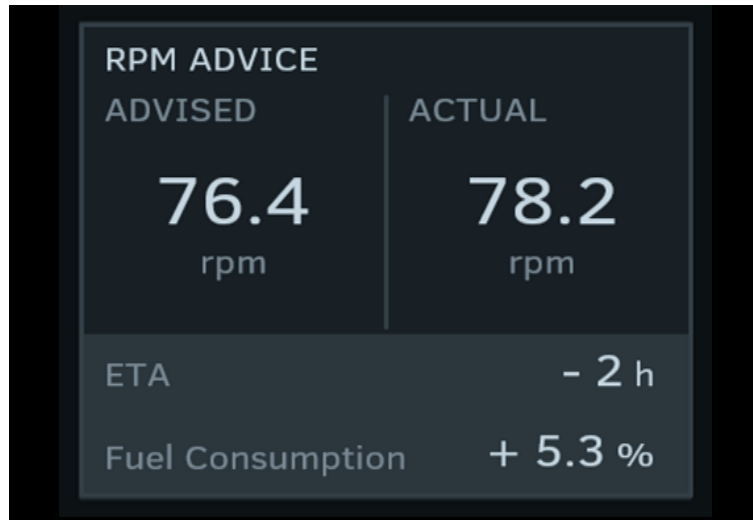 RPM ADVICE
ADVISED ACTUAL
76.4 78.2
rpm rpm
ETA - 2 h
Fuel Consumption + 5.3 %